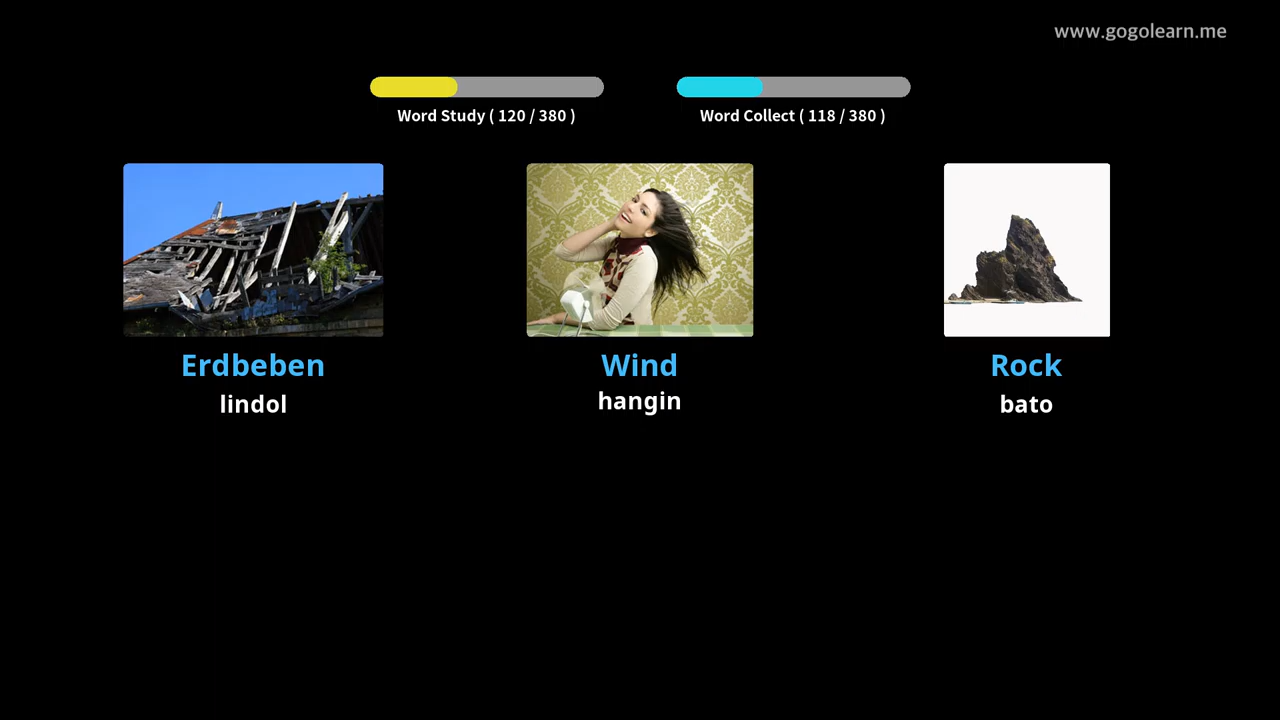 www.gogolearn.me
Word Study ( 120 / 380 )
Word Collect ( 118 / 380 )
Erdbeben
lindol
Wind
hangin
Rock
bato